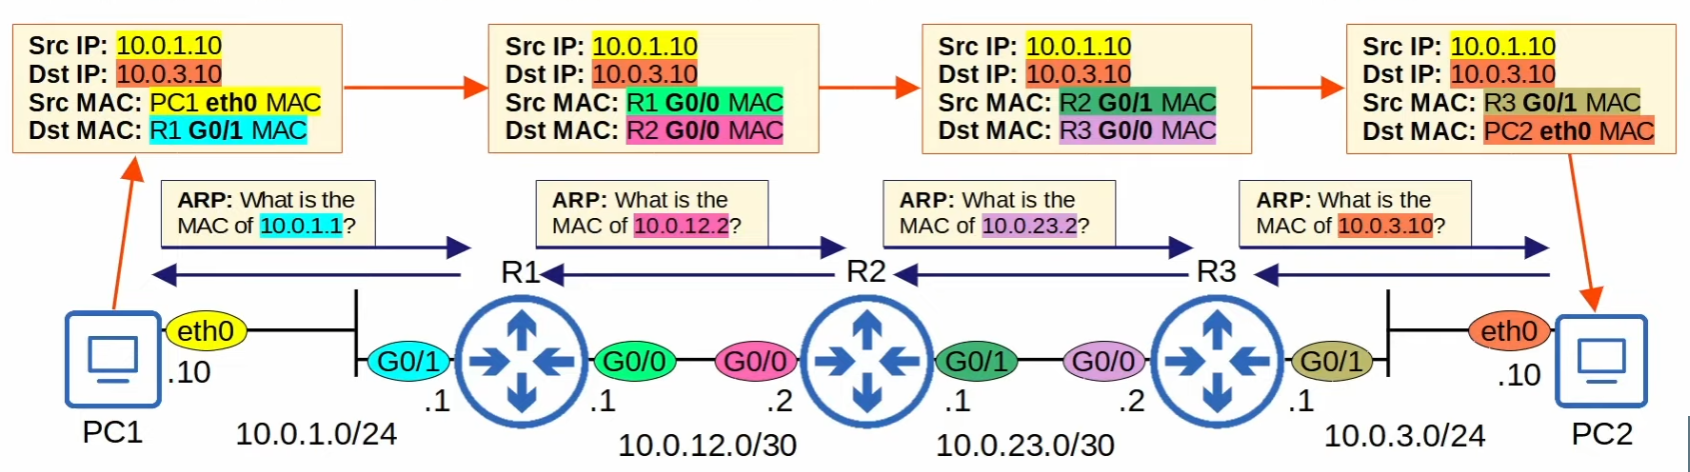 Src IP: 10.0.1.10
Dst IP: 10.0.3.10
Src MAC: PC1 eth0 MAC
Dst MAC: R1 G0/1 MAC
Src IP: 10.0.1.10
Dst IP: 10.0.3.10
Src MAC: R1 G0/0 MAC
Dst MAC: R2 G0/0 MAC
Src IP: 10.0.1.10
Dst IP: 10.0.3.10
Src MAC: R2 G0/1 MAC
Dst MAC: R3 G0/0 MAC
Src IP: 10.0.1.10
Dst IP: 10.0.3.10
Src MAC: R3 G0/1 MAC
Dst MAC: PC2 eth0 MAC
ARP: What is the
MAC of 10.0.1.1?
ARP: What is the
MAC of 10.0.12.2?
ARP: What is the
MAC of 10.0.23.2?
ARP: What is the
MAC of 10.0.3.10?
R1
R2
R3
eth0
G0/1
G0/0
G0/0
G0/1
G0/0
G0/1
eth0
.10
.1
.1
.2
.1
.2
.1
.10
PC1
10.0.1.0/24
10.0.12.0/30
10.0.23.0/30
10.0.3.0/24
PC2